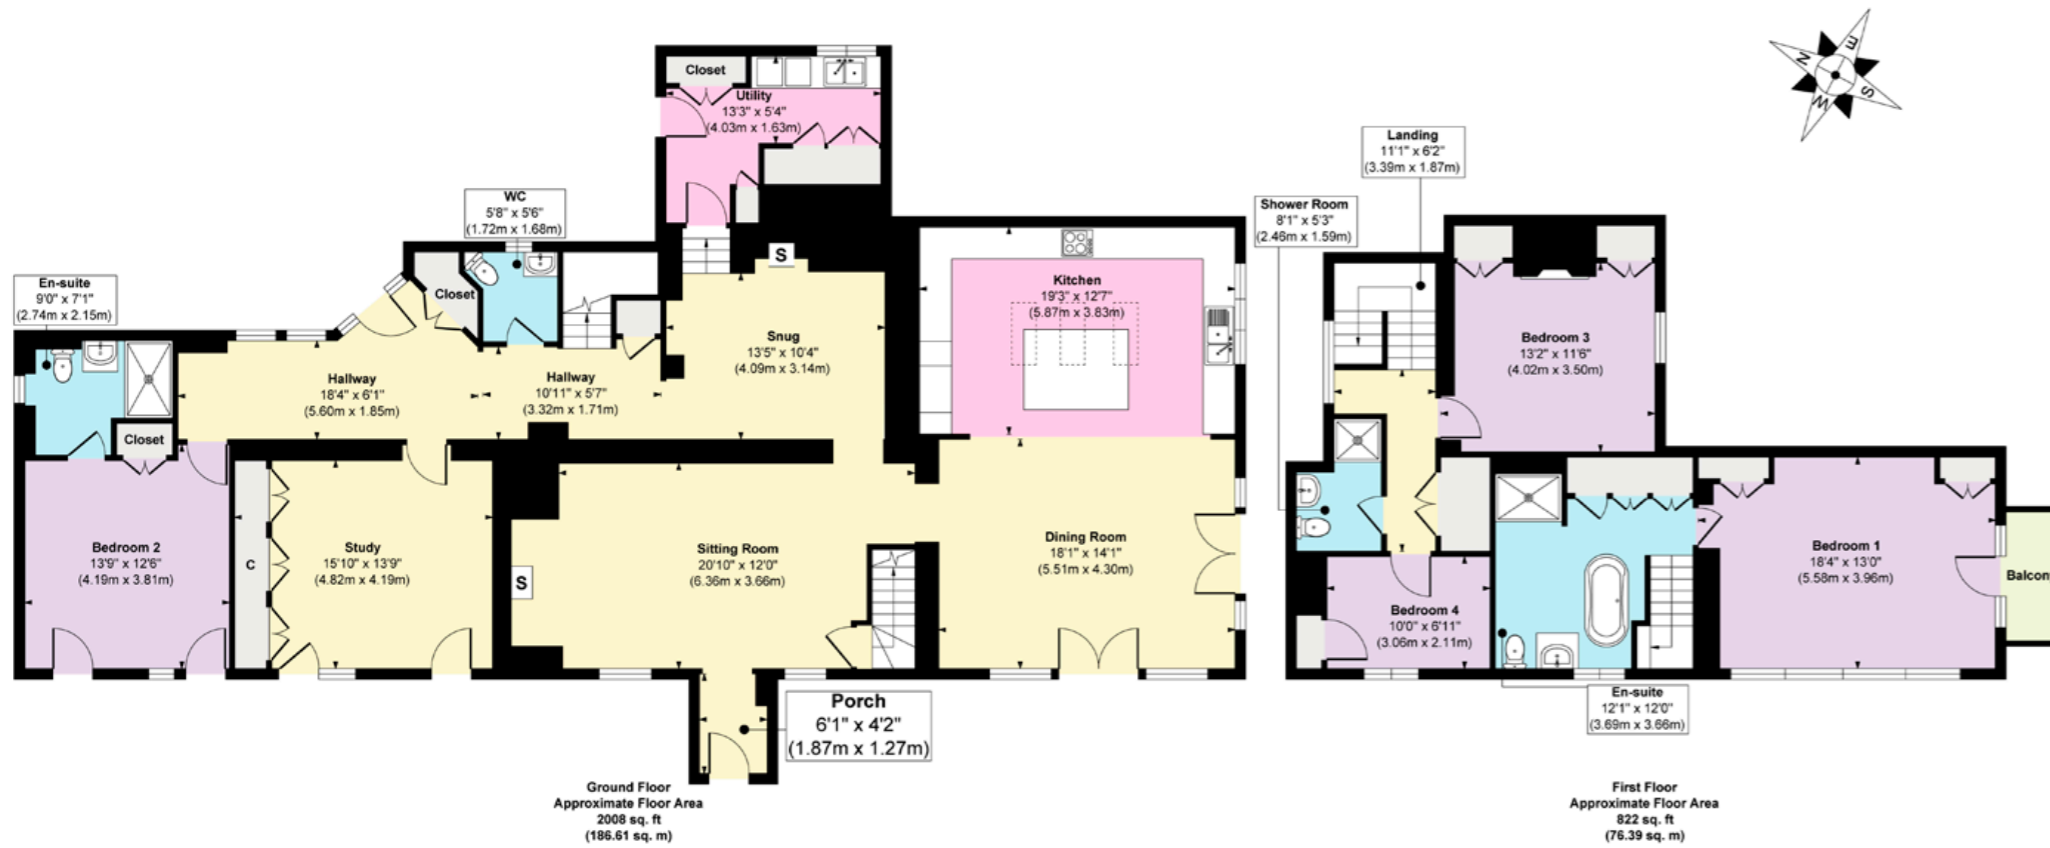 Closet
Utility
13'3" x 5'4"
(4.03m x 1.63m)
WC
5'8" x 5'6"
(1.72m x 1.68m)
En-suite
9'0" x 7'1"
(2.74m x 2.15m)
Closet
S
Kitchen
19'3" x 12'7"
(5.87m x 3.83m)
Snug
13'5" x 10'4"
(4.09m x 3.14m)
Hallway
18'4" x 6'1"
(5.60m x 1.85m)
Hallway
10'11" x 5'7"
(3.32m x 1.71m)
Closet
Bedroom 2
13'9" x 12'6"
(4.19m x 3.81m)
C
Study
15'10" x 13'9"
(4.82m x 4.19m)
S
Sitting Room
20'10" x 12'0"
(6.36m x 3.66m)
Dining Room
18'1" x 14'1"
(5.51m x 4.30m)
Porch
6'1" x 4'2"
(1.87m x 1.27m)
Ground Floor
Approximate Floor Area
2008 sq. ft
(186.61 sq. m)
N
E
S
W
Landing
11'1" x 6'2"
(3.39m x 1.87m)
Shower Room
8'1" x 5'3"
(2.46m x 1.59m)
Bedroom 3
13'2" x 11'6"
(4.02m x 3.50m)
Bedroom 1
18'4" x 13'0"
(5.58m x 3.96m)
Balcony
Bedroom 4
10'0" x 6'11"
(3.06m x 2.11m)
En-suite
12'1" x 12'0"
(3.69m x 3.66m)
First Floor
Approximate Floor Area
822 sq. ft
(76.39 sq. m)